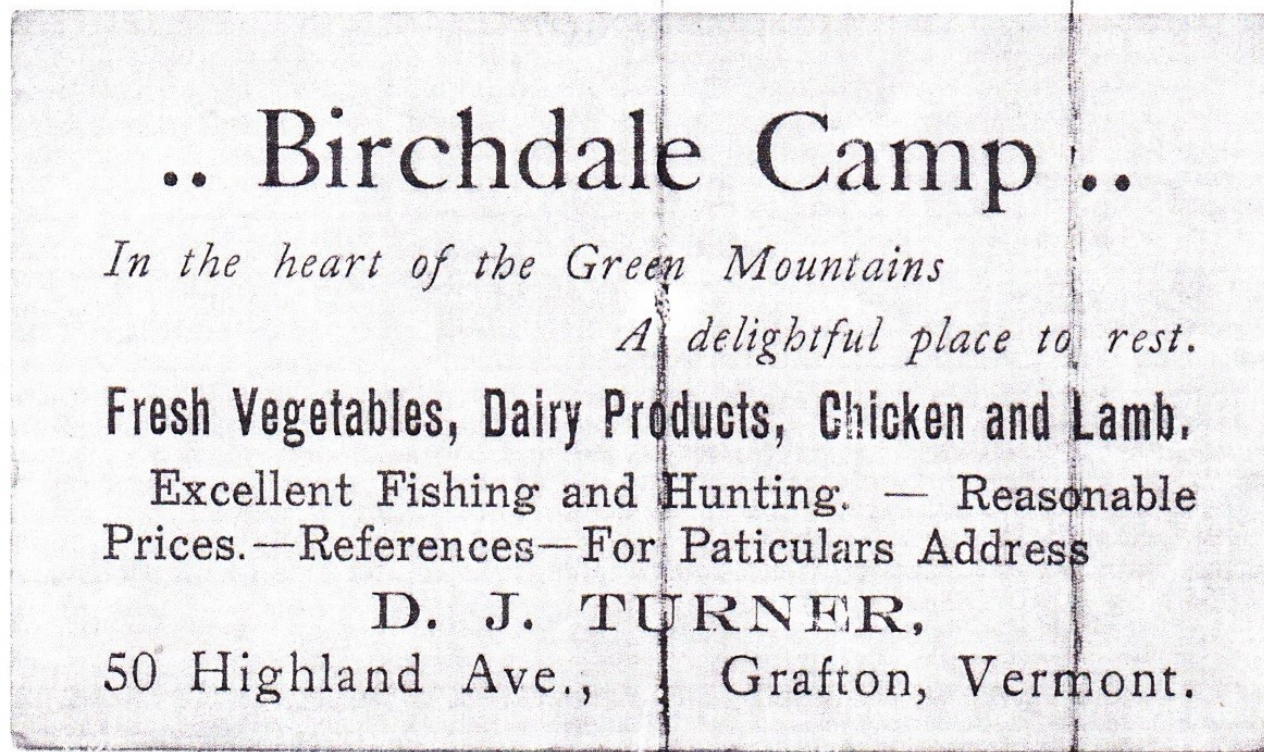 .. Birchdale Camp ..
In the heart of the Green Mountains
A delightful place to rest.
Fresh Vegetables, Dairy Products, Chicken and Lamb.
Excellent Fishing and Hunting. — Reasonable
Prices.—References—For Paticulars Address
D. J. TURNER,
50 Highland Ave., Grafton, Vermont.